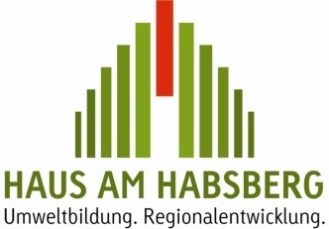 HAUS AM HABSBERG
Umweltbildung. Regionalentwicklung.